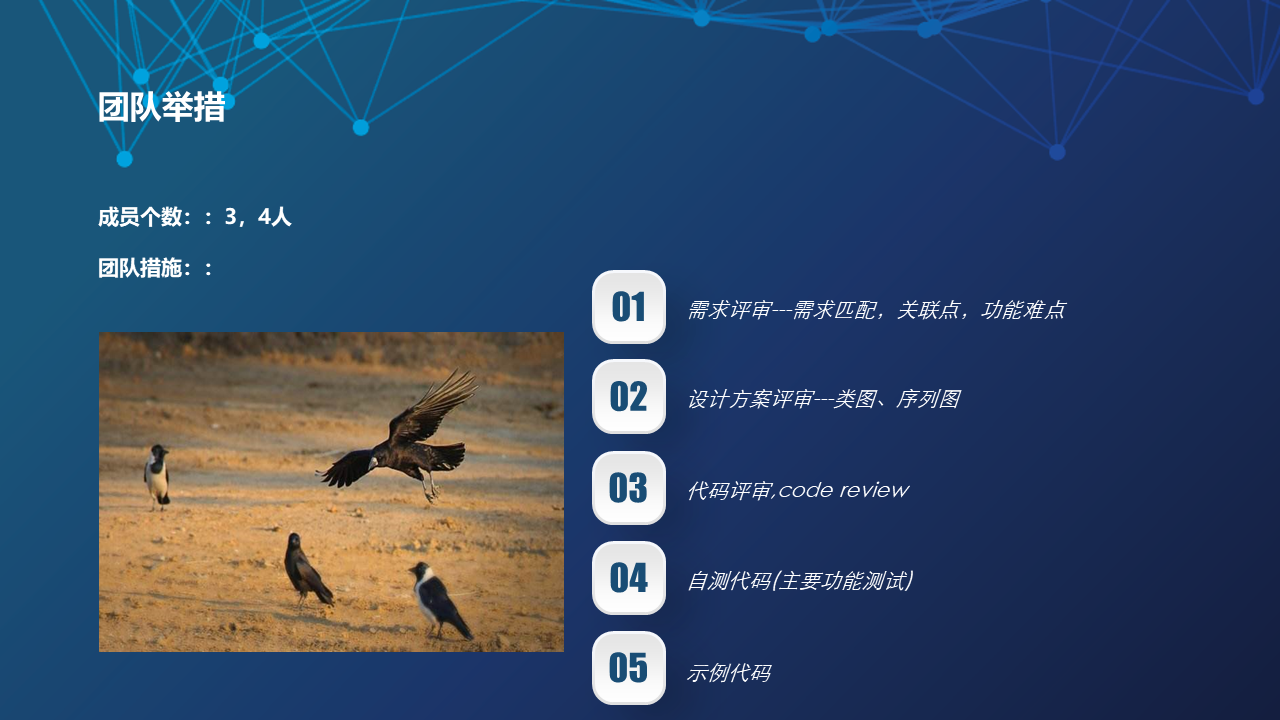 团队举措
成员个数：：3，4人
团队措施：：
01
需求评审---需求匹配，关联点，功能难点
02
设计方案评审---类图、序列图
03
代码评审,code review
04
自测代码(主要功能测试)
05
示例代码